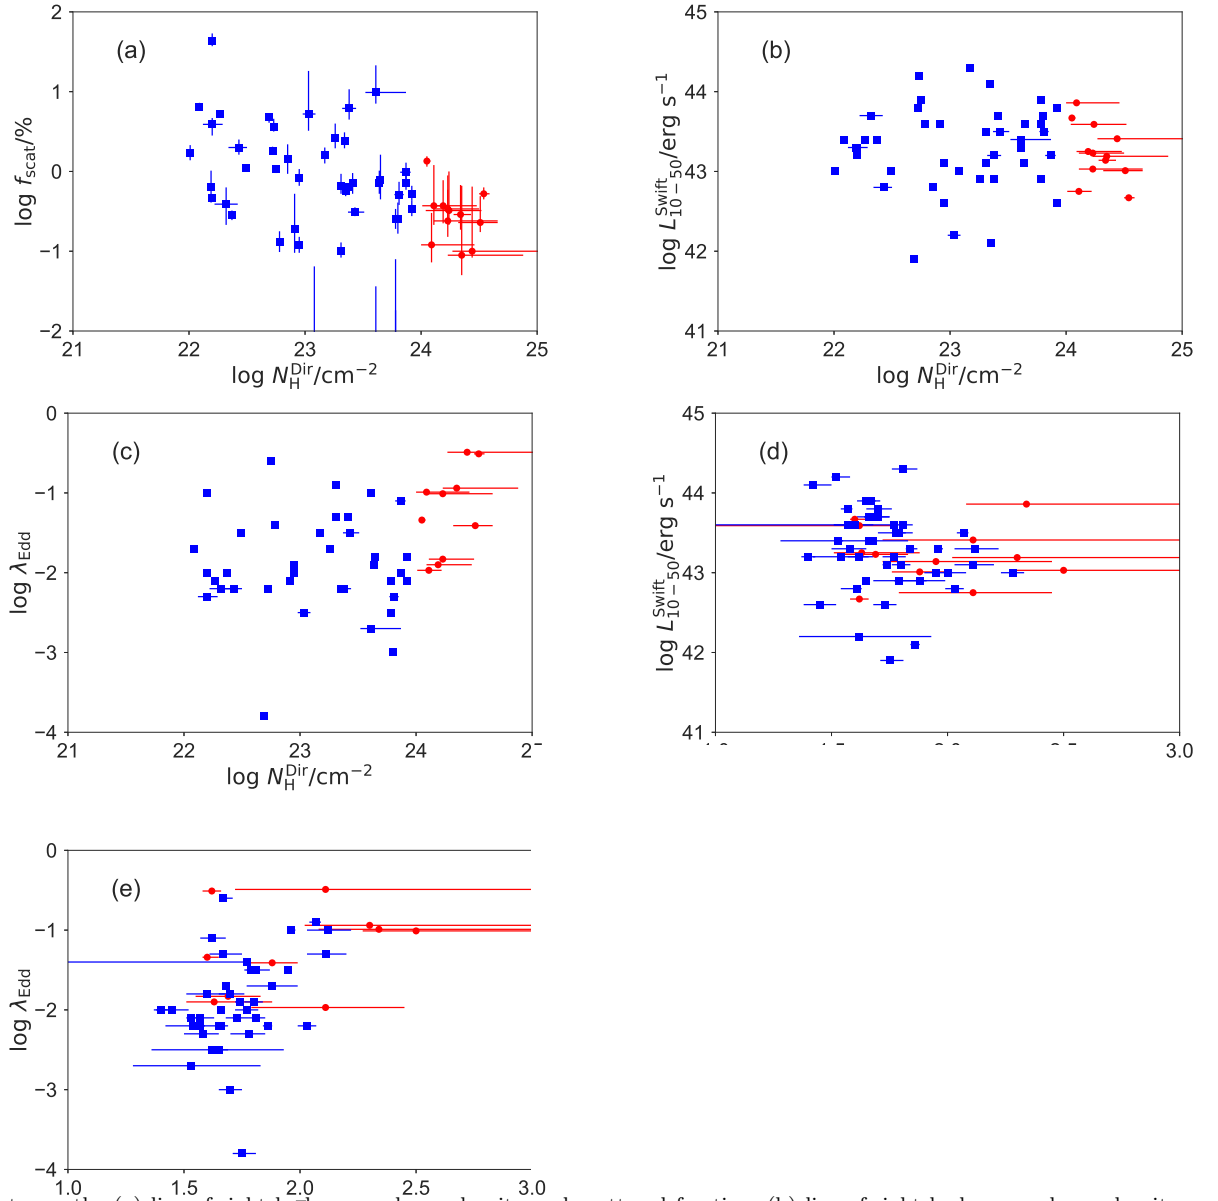 2
1
0
−1
−2
(a)
log f_scat/%
21 22 23 24 25
log N_H^Dir/cm−2
45
44
43
42
41
(b)
log L_10−50^Swift/erg s−1
21 22 23 24 25
log N_H^Dir/cm−2
0
−1
−2
−3
−4
(c)
log λ_Edd
21 22 23 24
log N_H^Dir/cm−2
45
44
43
42
41
(d)
log L_10−50^Swift/erg s−1
3.0
0
−1
−2
−3
−4
(e)
log λ_Edd
1.0 1.5 2.0 2.5 3.0